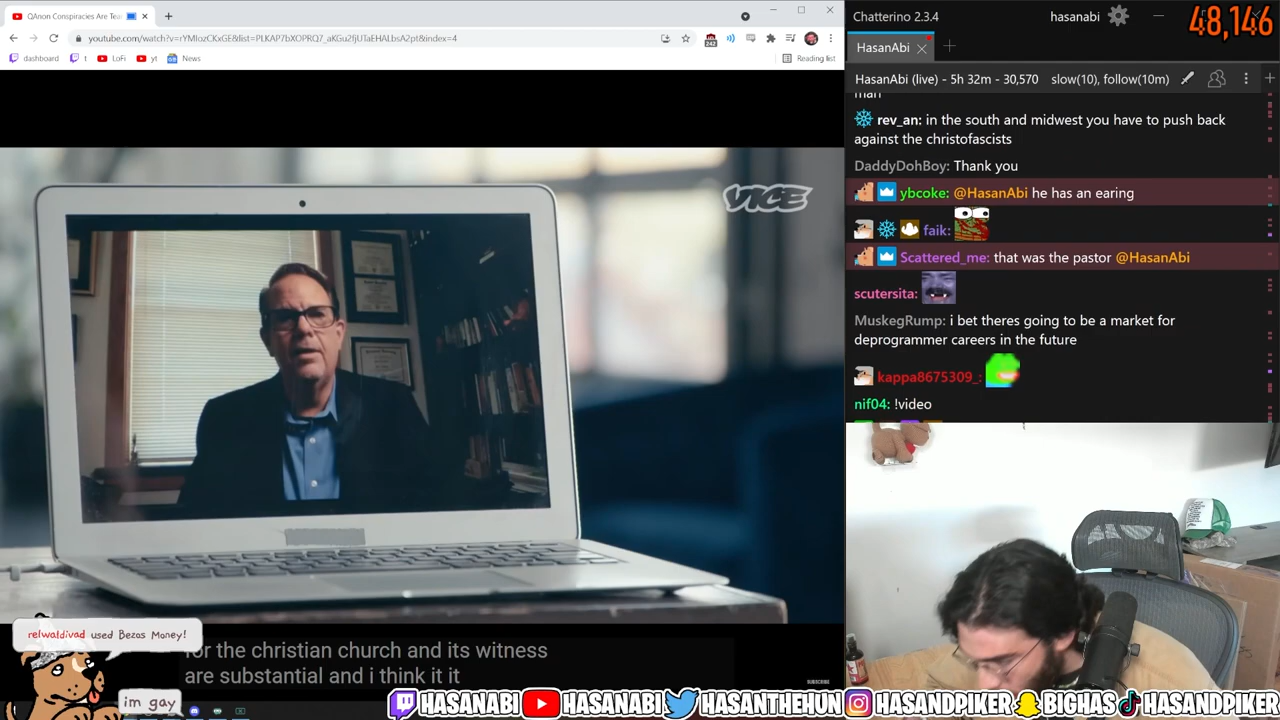 QAnon Conspiracies Are Tea
youtube.com/watch?v=rYMIozCKxGE&list=PLKAP7bXOPRQ7_aKGu2fjUTaEHALbsA2pt&index=4
242
dashboard
t
LoFi
yt
News
Reading list
VICE
for the christian church and its witness
are substantial and i think it it
SUBSCRIBE
relwaldivad used Bezos Money!
im gay
Chatterino 2.3.4
hasanabi
48,146
HasanAbi
HasanAbi (live) - 5h 32m - 30,570
slow(10), follow(10m)
man
rev_an: in the south and midwest you have to push back
against the christofascists
DaddyDohBoy: Thank you
ybcoke: @HasanAbi he has an earing
faik:
Scattered_me: that was the pastor @HasanAbi
scutersita:
MuskegRump: i bet theres going to be a market for
deprogrammer careers in the future
kappa8675309_:
nif04: !video
HASANABI
HASANABI
HASANTHEHUN
HASANDPIKER
BIGHAS
HASANDPIKER